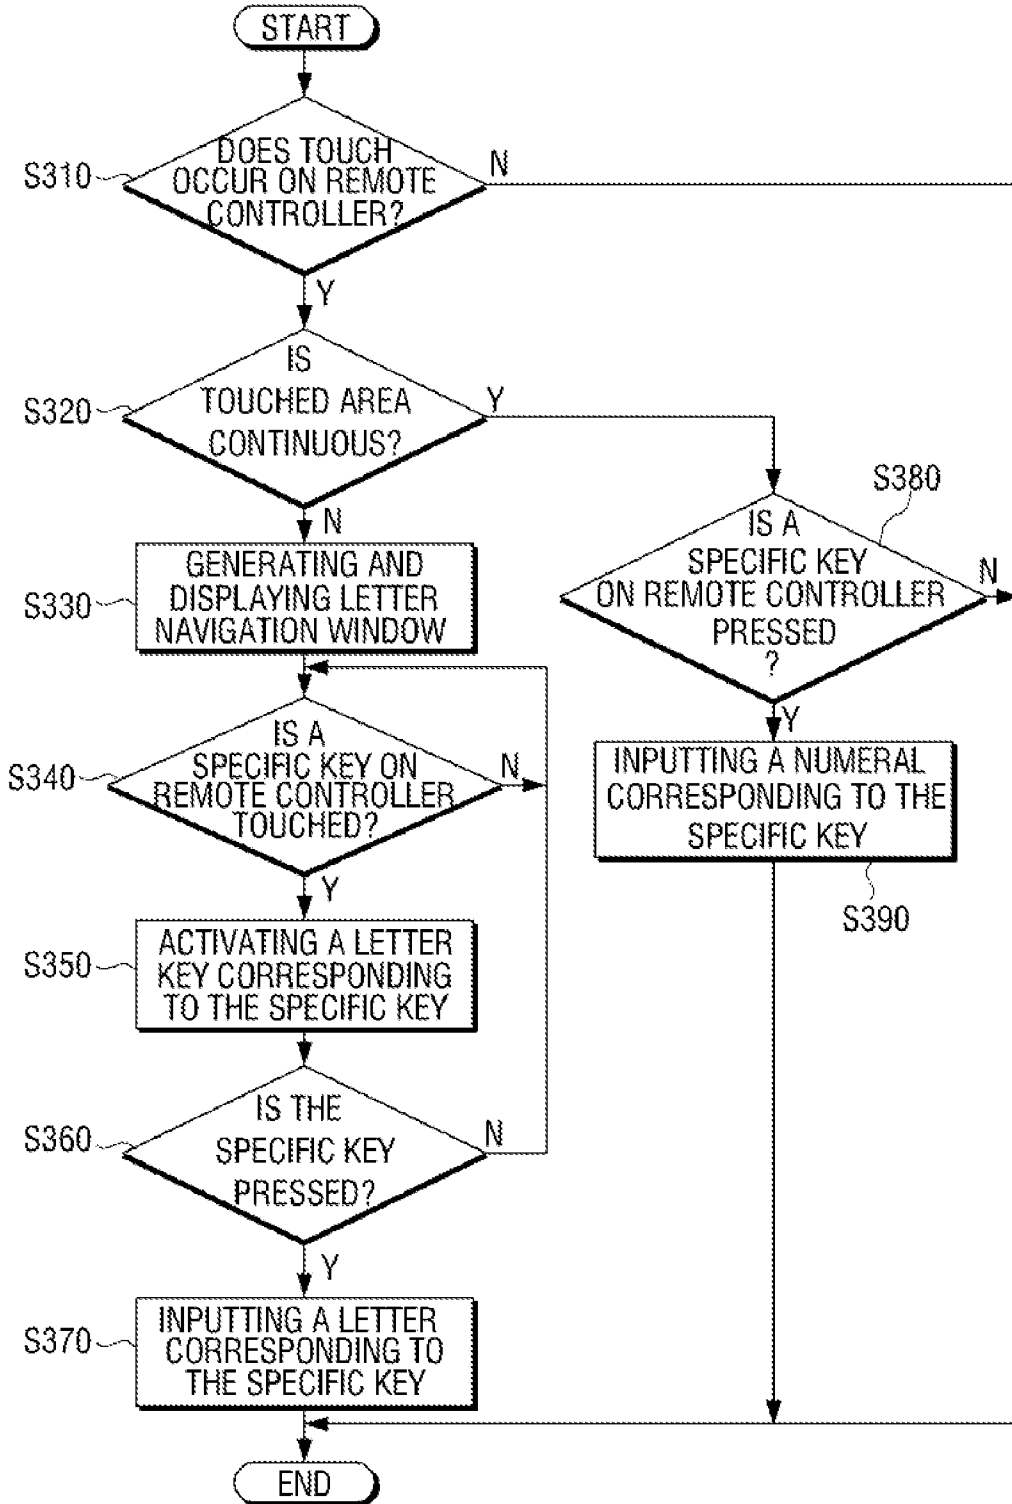 START
S310
DOES TOUCH
OCCUR ON REMOTE
CONTROLLER?
N
Y
S320
IS
TOUCHED AREA
CONTINUOUS?
Y
N
S330
GENERATING AND
DISPLAYING LETTER
NAVIGATION WINDOW
S340
IS A
SPECIFIC KEY ON
REMOTE CONTROLLER
TOUCHED?
N
Y
S350
ACTIVATING A LETTER
KEY CORRESPONDING
TO THE SPECIFIC KEY
S360
IS THE
SPECIFIC KEY
PRESSED?
N
Y
S370
INPUTTING A LETTER
CORRESPONDING TO
THE SPECIFIC KEY
S380
IS A
SPECIFIC KEY
ON REMOTE CONTROLLER
PRESSED
?
N
Y
INPUTTING A NUMERAL
CORRESPONDING TO THE
SPECIFIC KEY
S390
END